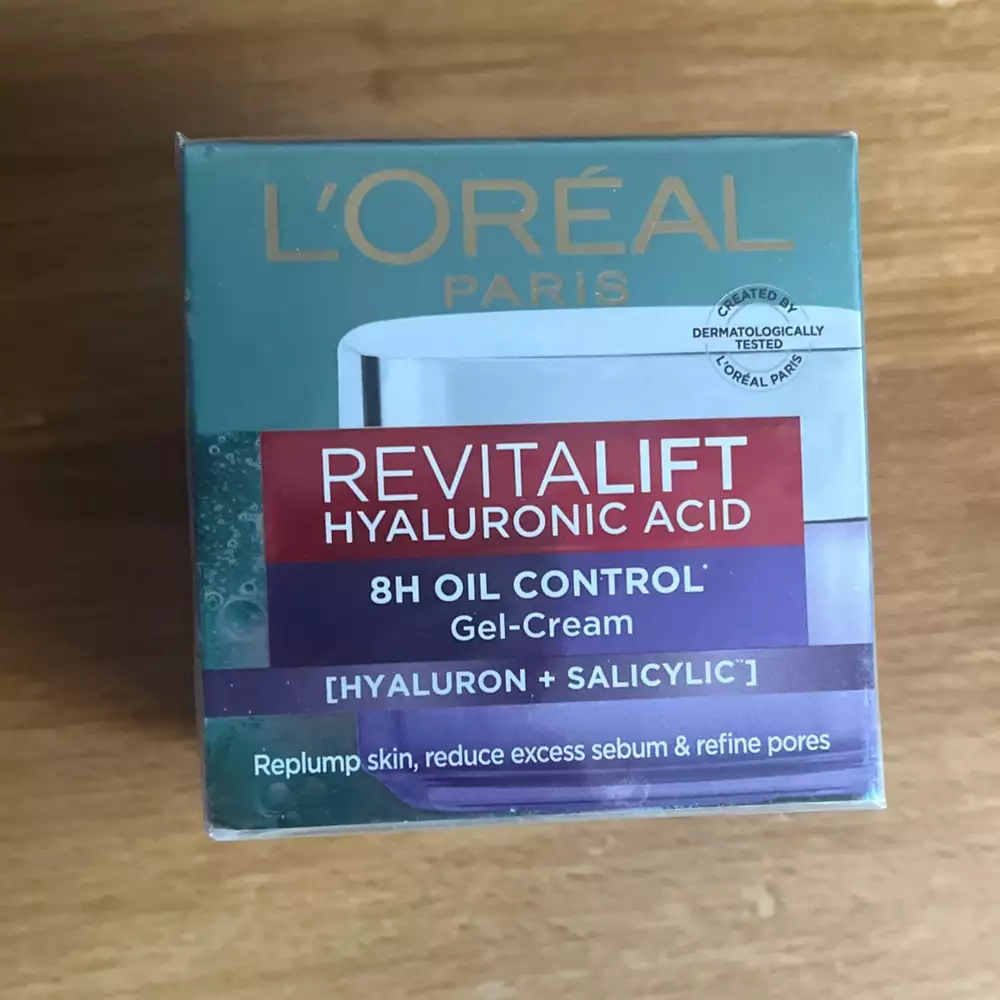 L'ORÉAL
PARIS
CREATED BY
DERMATOLOGICALLY
TESTED
L'ORÉAL PARIS
REVITALIFT
HYALURONIC ACID
8H OIL CONTROL*
Gel-Cream
[HYALURON + SALICYLIC**]
Replump skin, reduce excess sebum & refine pores